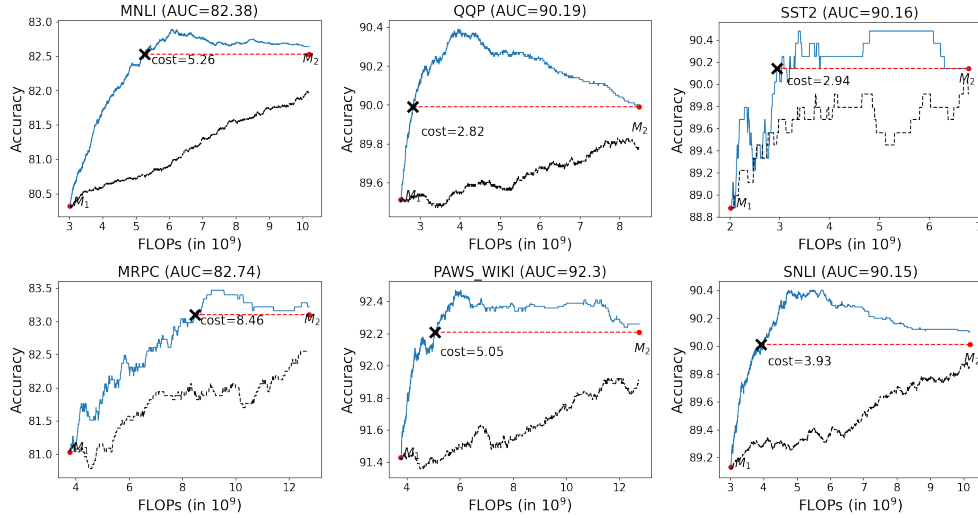 MNLI (AUC=82.38)
83.0
82.5
82.0
81.5
81.0
80.5
Accuracy
cost=5.26
M2
M1
3 4 5 6 7 8 9 10
FLOPs (in 10^9)
QQP (AUC=90.19)
90.4
90.2
90.0
89.8
89.6
Accuracy
cost=2.82
M2
M1
3 4 5 6 7 8
FLOPs (in 10^9)
SST2 (AUC=90.16)
90.4
90.2
90.0
89.8
89.6
89.4
89.2
89.0
88.8
Accuracy
cost=2.94
M2
M1
2 3 4 5 6
FLOPs (in 10^9)
MRPC (AUC=82.74)
83.5
83.0
82.5
82.0
81.5
81.0
Accuracy
cost=8.46
M2
M1
4 6 8 10 12
FLOPs (in 10^9)
PAWS_WIKI (AUC=92.3)
92.4
92.2
92.0
91.8
91.6
91.4
Accuracy
cost=5.05
M2
M1
4 6 8 10 12
FLOPs (in 10^9)
SNLI (AUC=90.15)
90.4
90.2
90.0
89.8
89.6
89.4
89.2
Accuracy
cost=3.93
M2
M1
3 4 5 6 7 8 9 10
FLOPs (in 10^9)